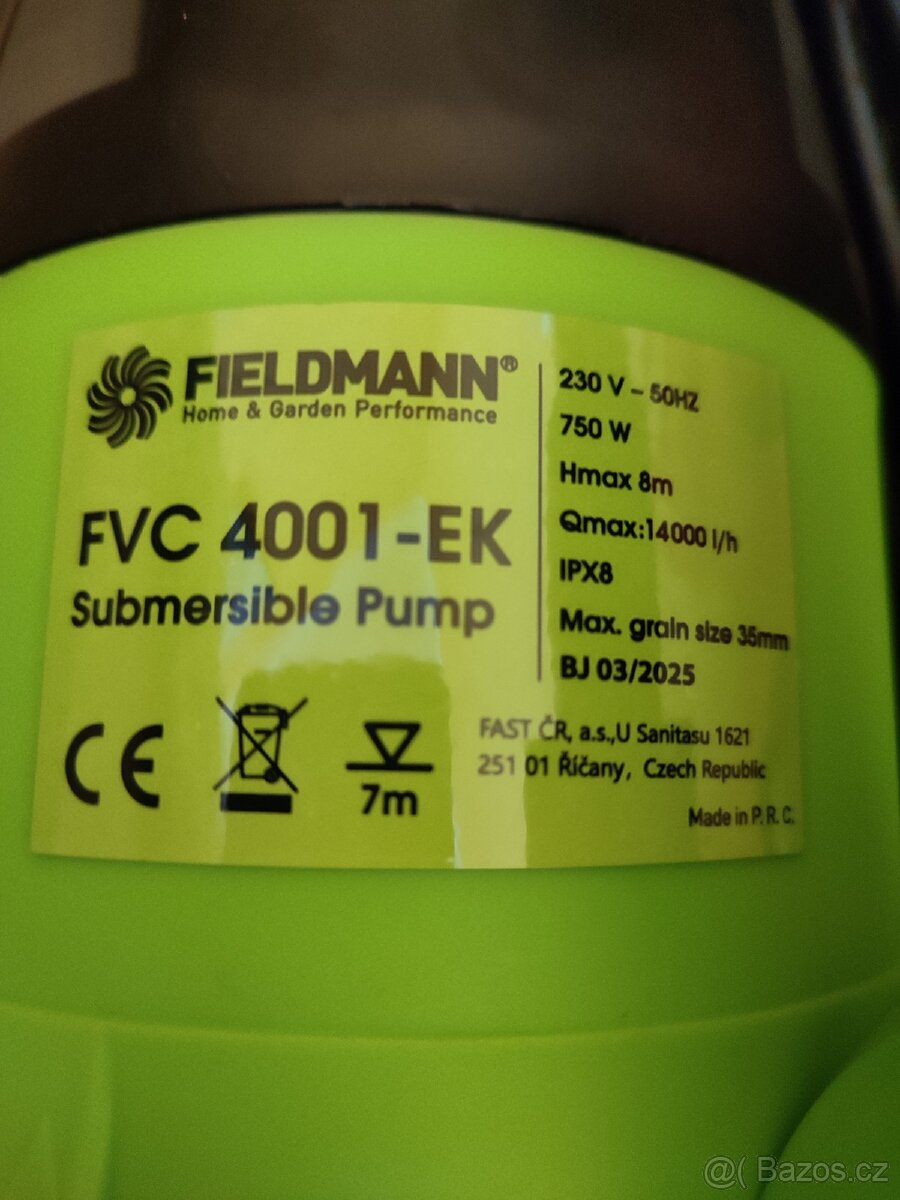 FIELDMANN®
Home & Garden Performance
FVC 4001-EK
Submersible Pump
230 V ~ 50HZ
750 W
Hmax 8m
Qmax:14000 l/h
IPX8
Max. grain size 35mm
BJ 03/2025
CE
7m
FAST ČR, a.s.,U Sanitasu 1621
251 01 Říčany, Czech Republic
Made in P. R. C.
@( Bazos.cz